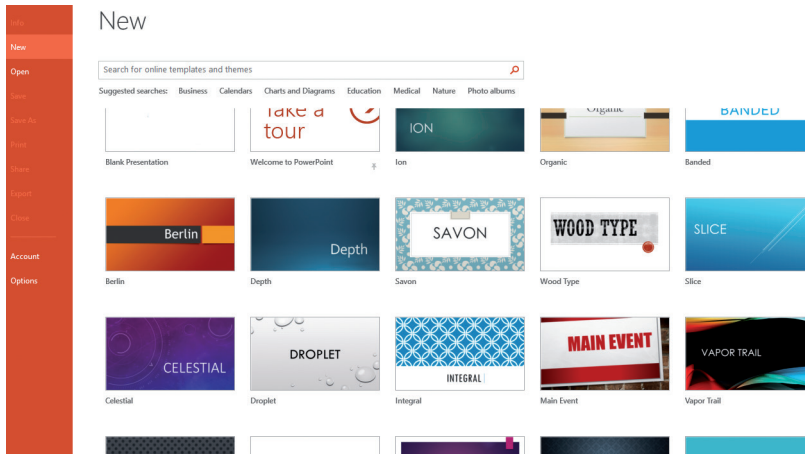 New
Info
New
Open
Save
Save As
Print
Share
Export
Close
Account
Options
Search for online templates and themes
Suggested searches: Business Calendars Charts and Diagrams Education Medical Nature Photo albums
Take a
tour
ION
Organic
BANDED
Blank Presentation
Welcome to PowerPoint
Ion
Organic
Banded
Berlin
Depth
SAVON
WOOD TYPE
SLICE
Berlin
Depth
Savon
Wood Type
Slice
CELESTIAL
DROPLET
INTEGRAL
MAIN EVENT
VAPOR TRAIL
Celestial
Droplet
Integral
Main Event
Vapor Trail